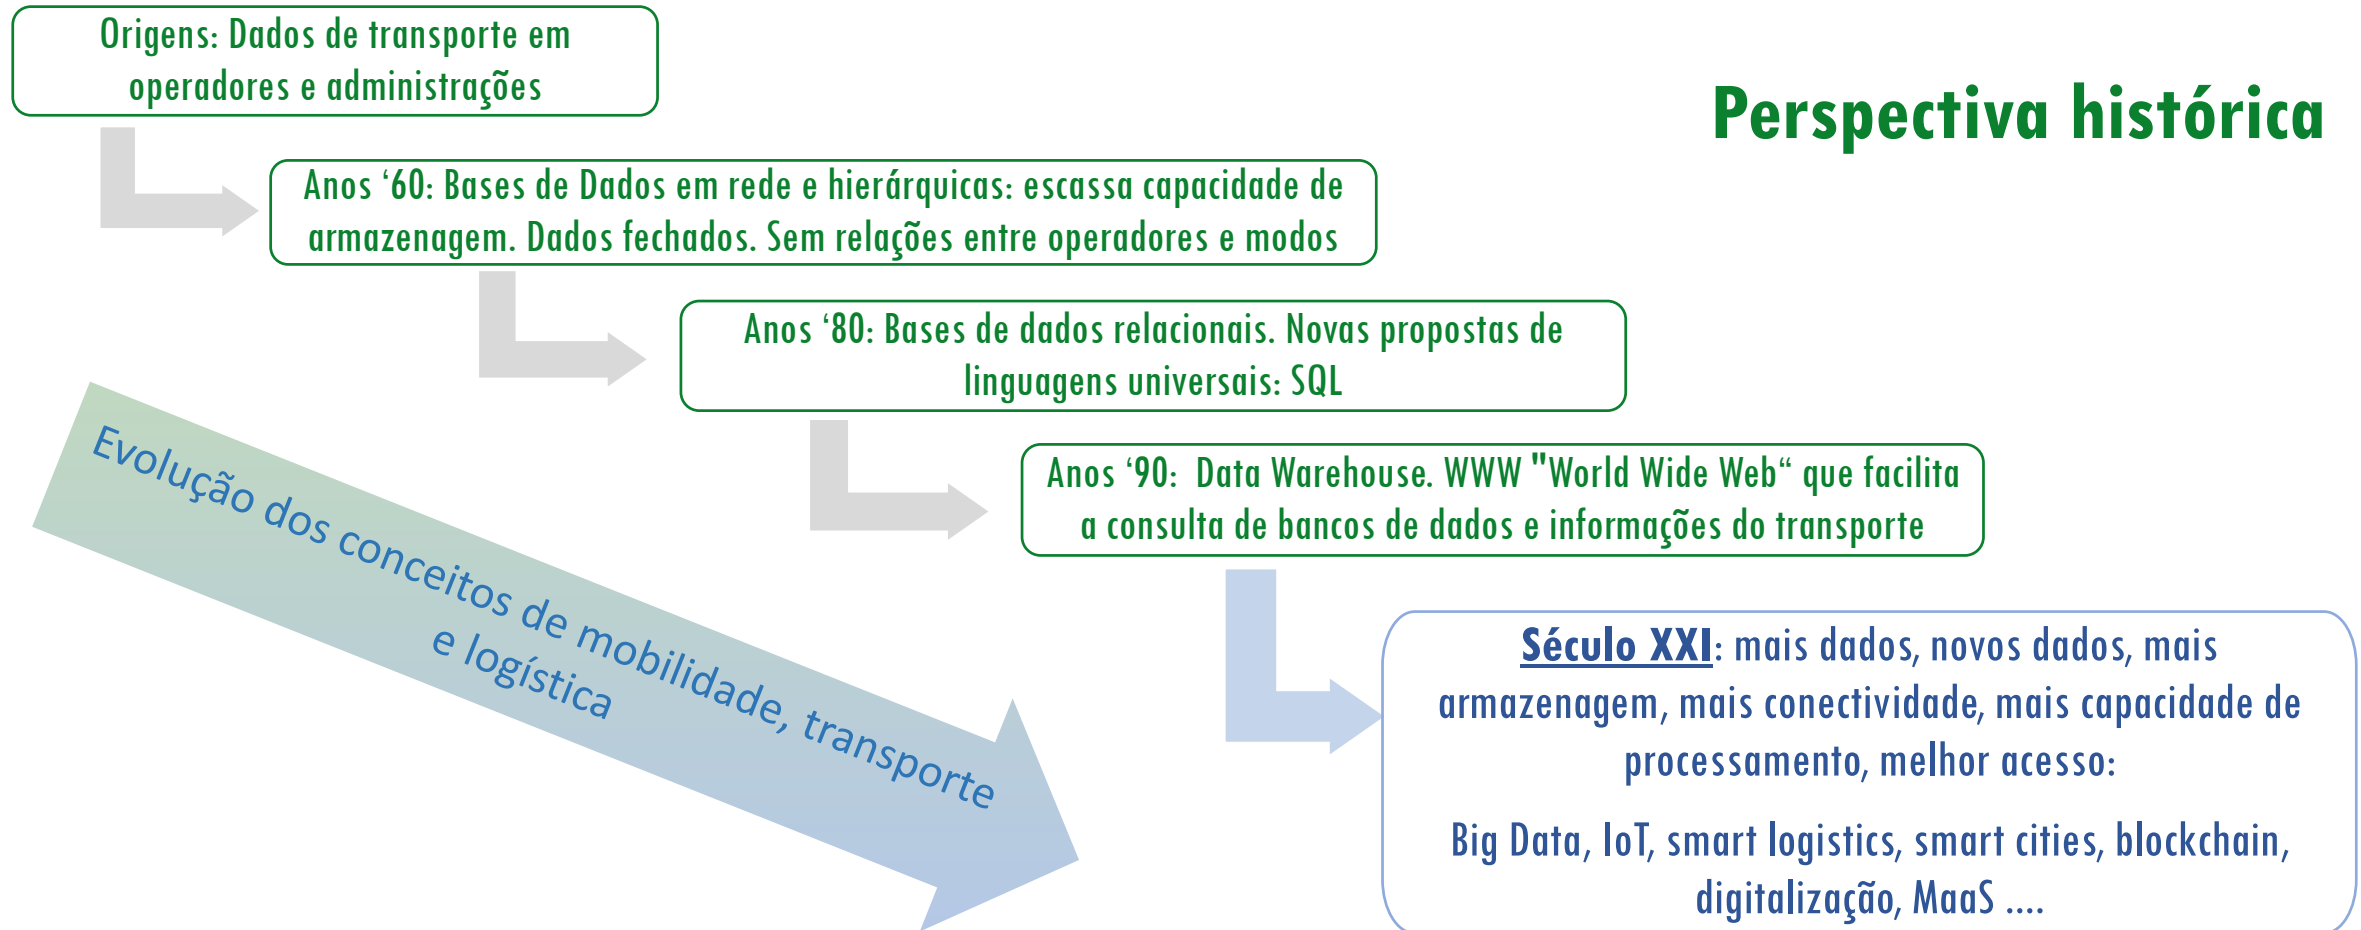 Origens: Dados de transporte em
operadores e administrações
Perspectiva histórica
Anos ‘60: Bases de Dados em rede e hierárquicas: escassa capacidade de
armazenagem. Dados fechados. Sem relações entre operadores e modos
Anos ‘80: Bases de dados relacionais. Novas propostas de
linguagens universais: SQL
Anos ‘90:  Data Warehouse. WWW "World Wide Web“ que facilita
a consulta de bancos de dados e informações do transporte
Evolução dos conceitos de mobilidade, transporte
e logística
Século XXI: mais dados, novos dados, mais
armazenagem, mais conectividade, mais capacidade de
processamento, melhor acesso:
Big Data, IoT, smart logistics, smart cities, blockchain,
digitalização, MaaS ....